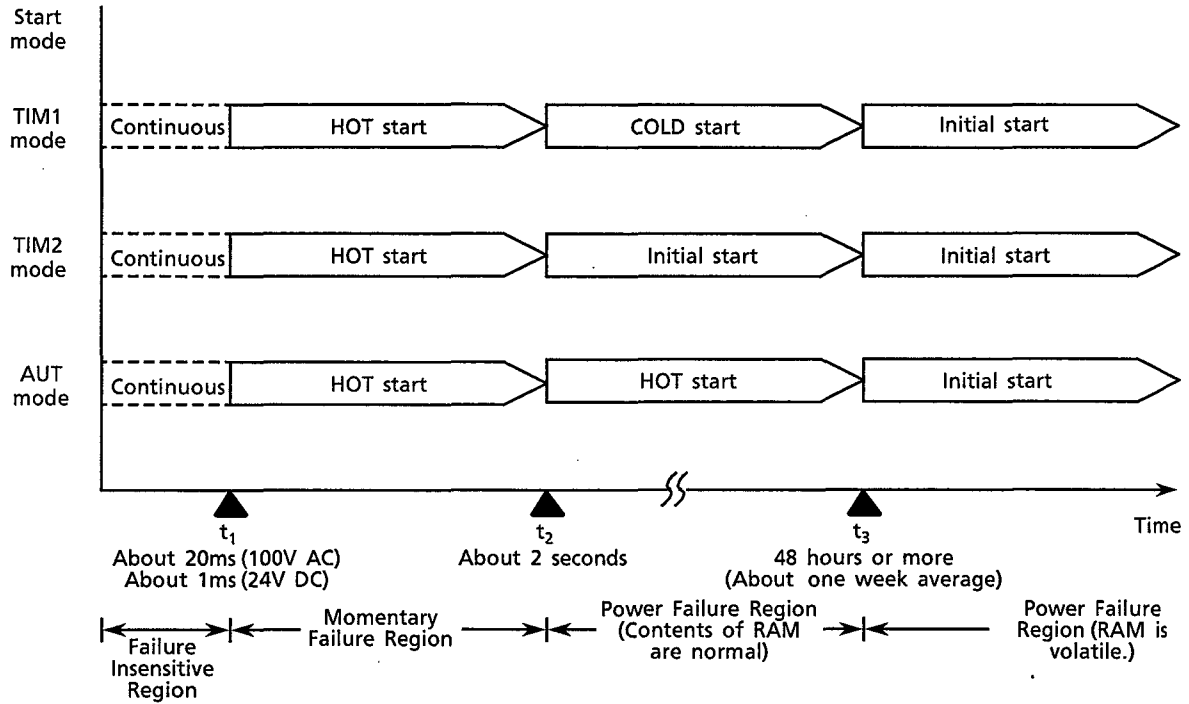 Start
mode
TIM1
mode
Continuous
HOT start
COLD start
Initial start
TIM2
mode
Continuous
HOT start
Initial start
Initial start
AUT
mode
Continuous
HOT start
HOT start
Initial start
t1
About 20ms (100V AC)
About 1ms (24V DC)
t2
About 2 seconds
t3
48 hours or more
(About one week average)
Time
Failure
Insensitive
Region
Momentary
Failure Region
Power Failure Region
(Contents of RAM
are normal)
Power Failure
Region (RAM is
volatile.)